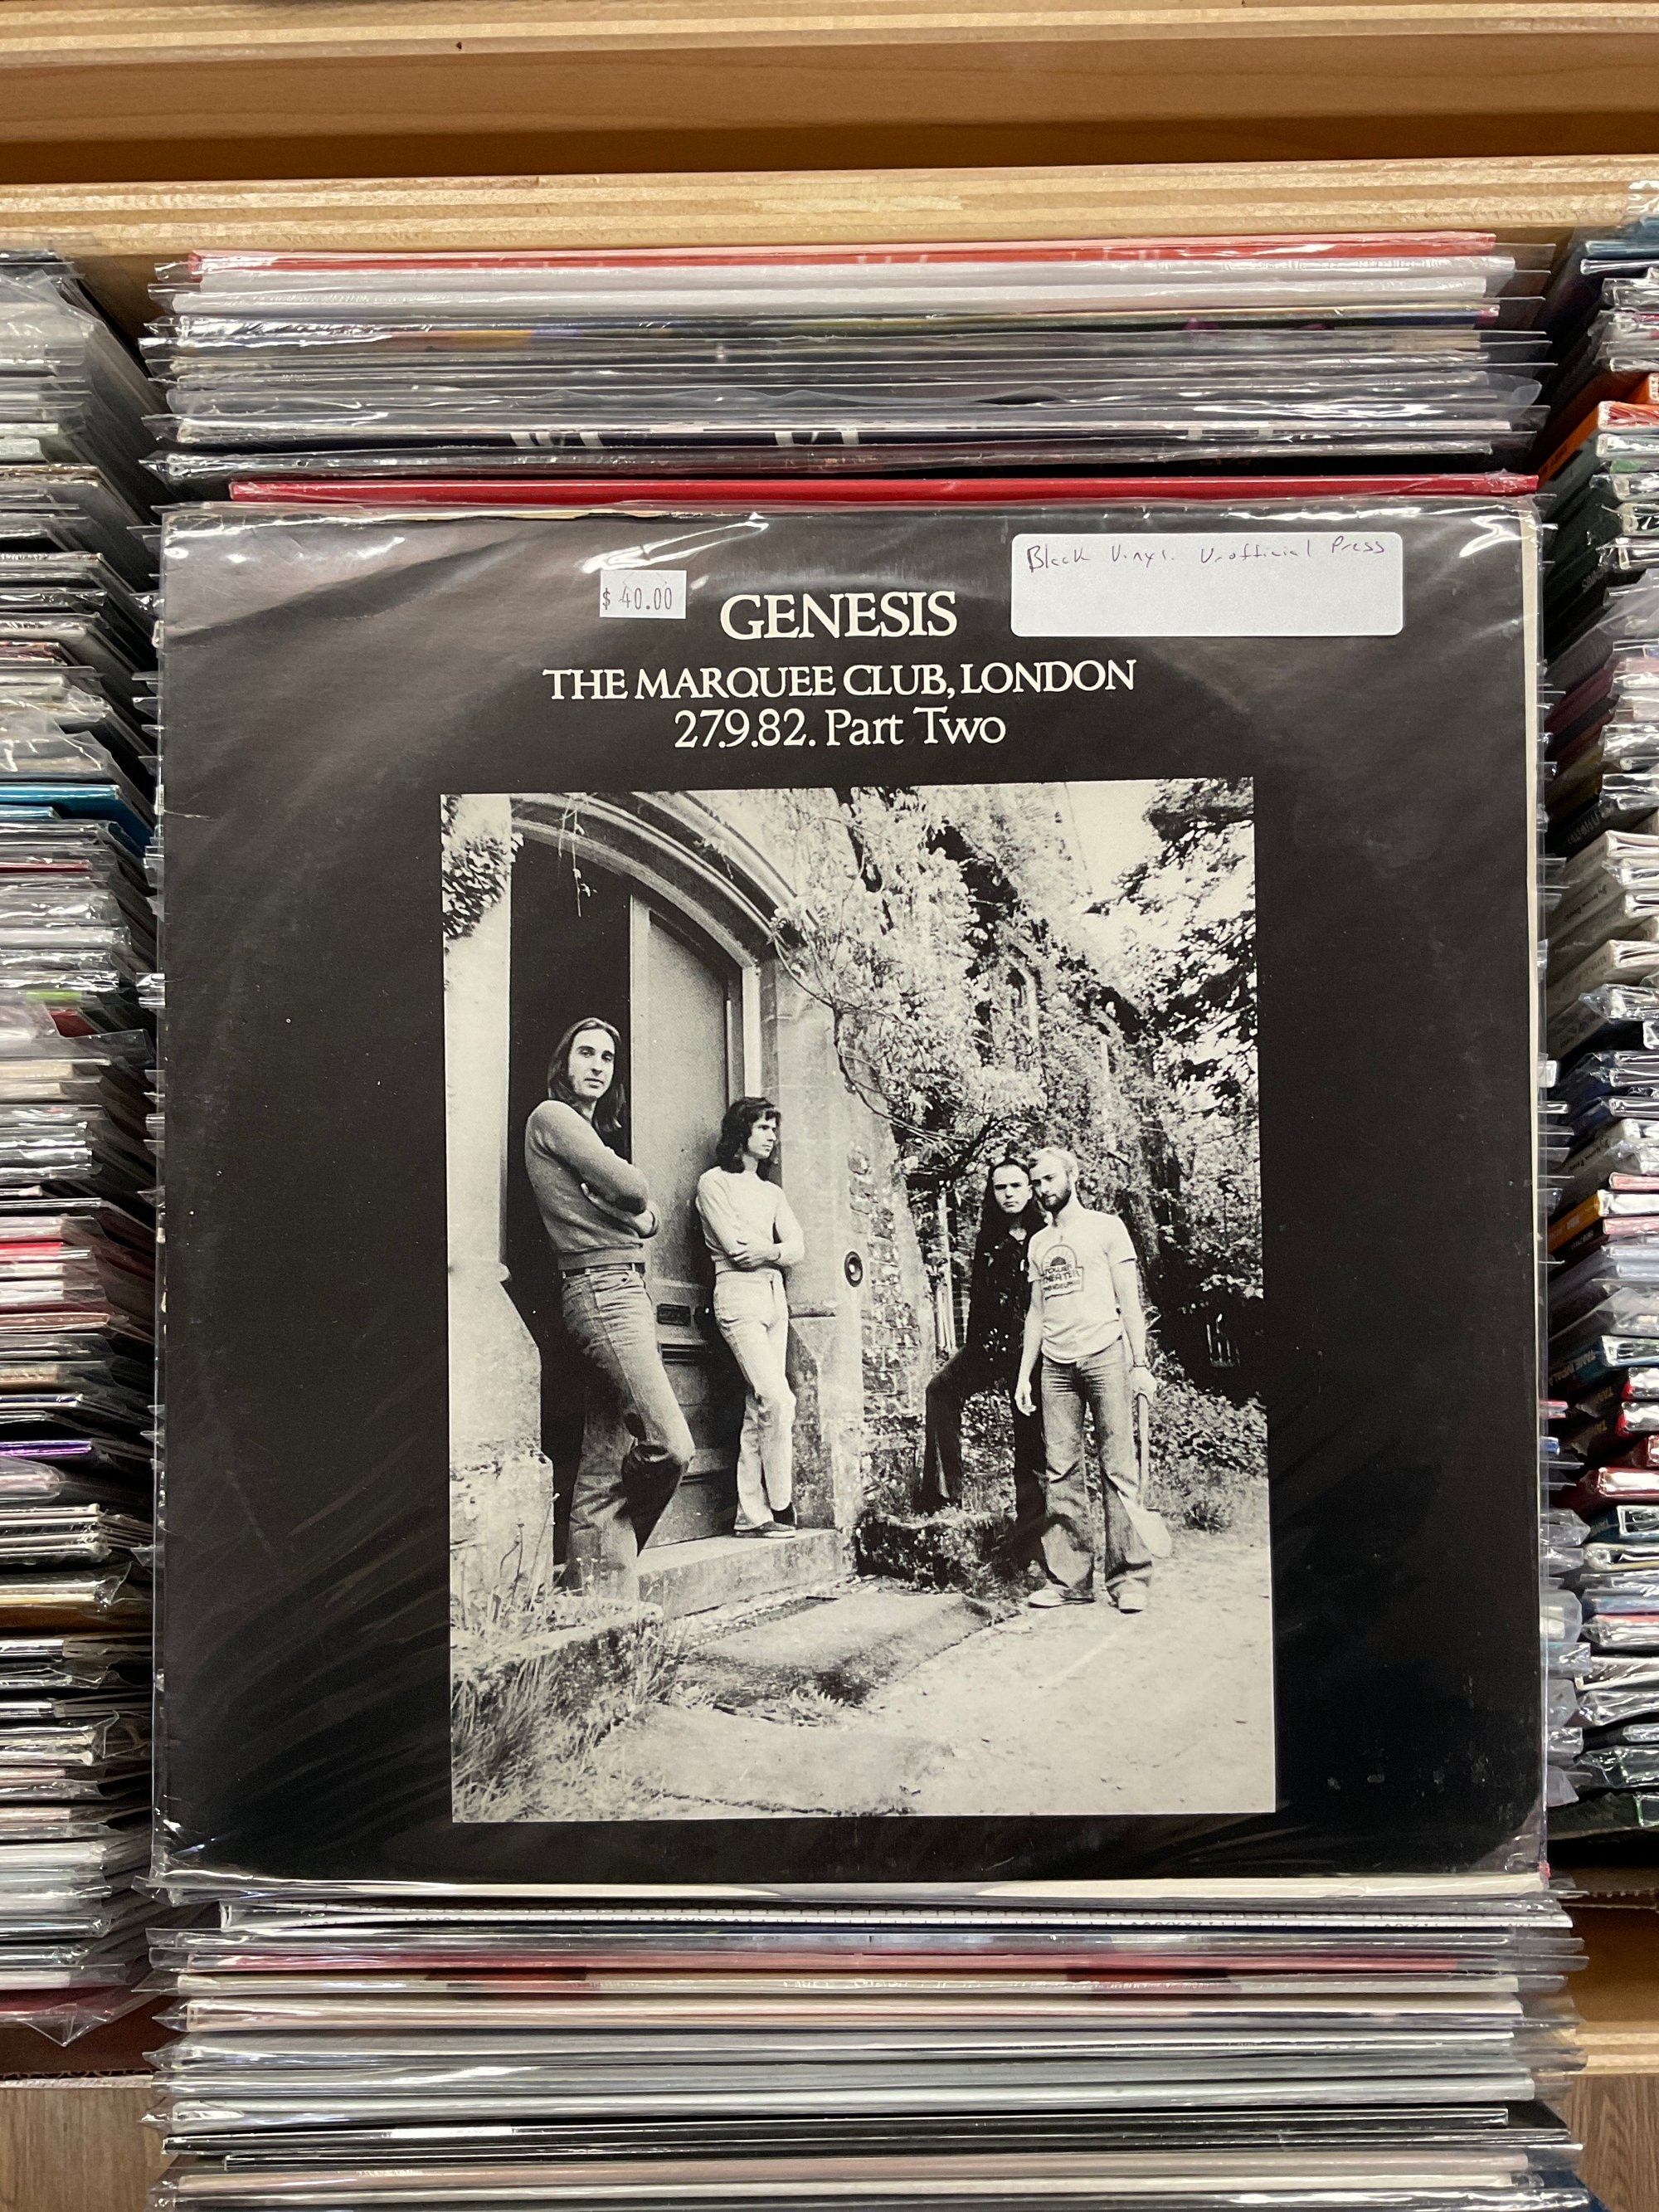 Black Vinyl. Unofficial Press
$ 40.00
GENESIS
THE MARQUEE CLUB, LONDON
27.9.82. Part Two